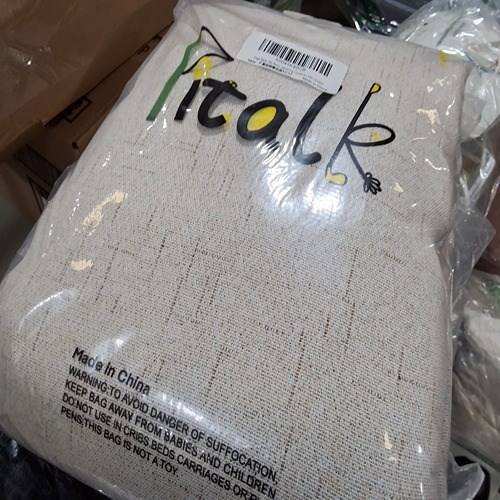 Pitalk
Made In China
WARNING:TO AVOID DANGER OF SUFFOCATION,
KEEP BAG AWAY FROM BABIES AND CHILDREN
DO NOT USE IN CRIBS.BEDS CARRIAGES OR
PENS;THIS BAG IS NOT A TOY.